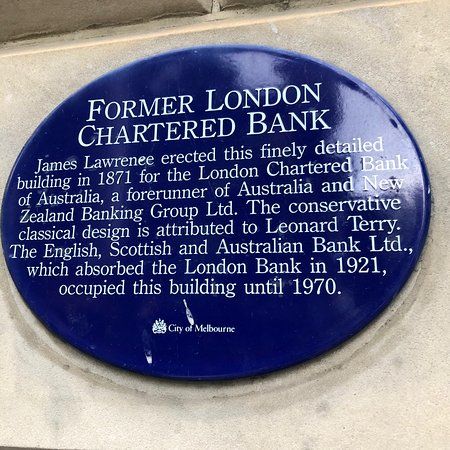 FORMER LONDON
CHARTERED BANK
James Lawrence erected this finely detailed
building in 1871 for the London Chartered Bank
of Australia, a forerunner of Australia and New
Zealand Banking Group Ltd. The conservative
classical design is attributed to Leonard Terry.
The English, Scottish and Australian Bank Ltd.,
which absorbed the London Bank in 1921,
occupied this building until 1970.
City of Melbourne